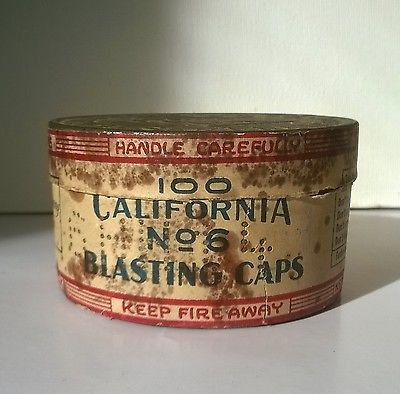 HANDLE CAREFULLY
100
CALIFORNIA
No 6
BLASTING CAPS
KEEP FIRE AWAY